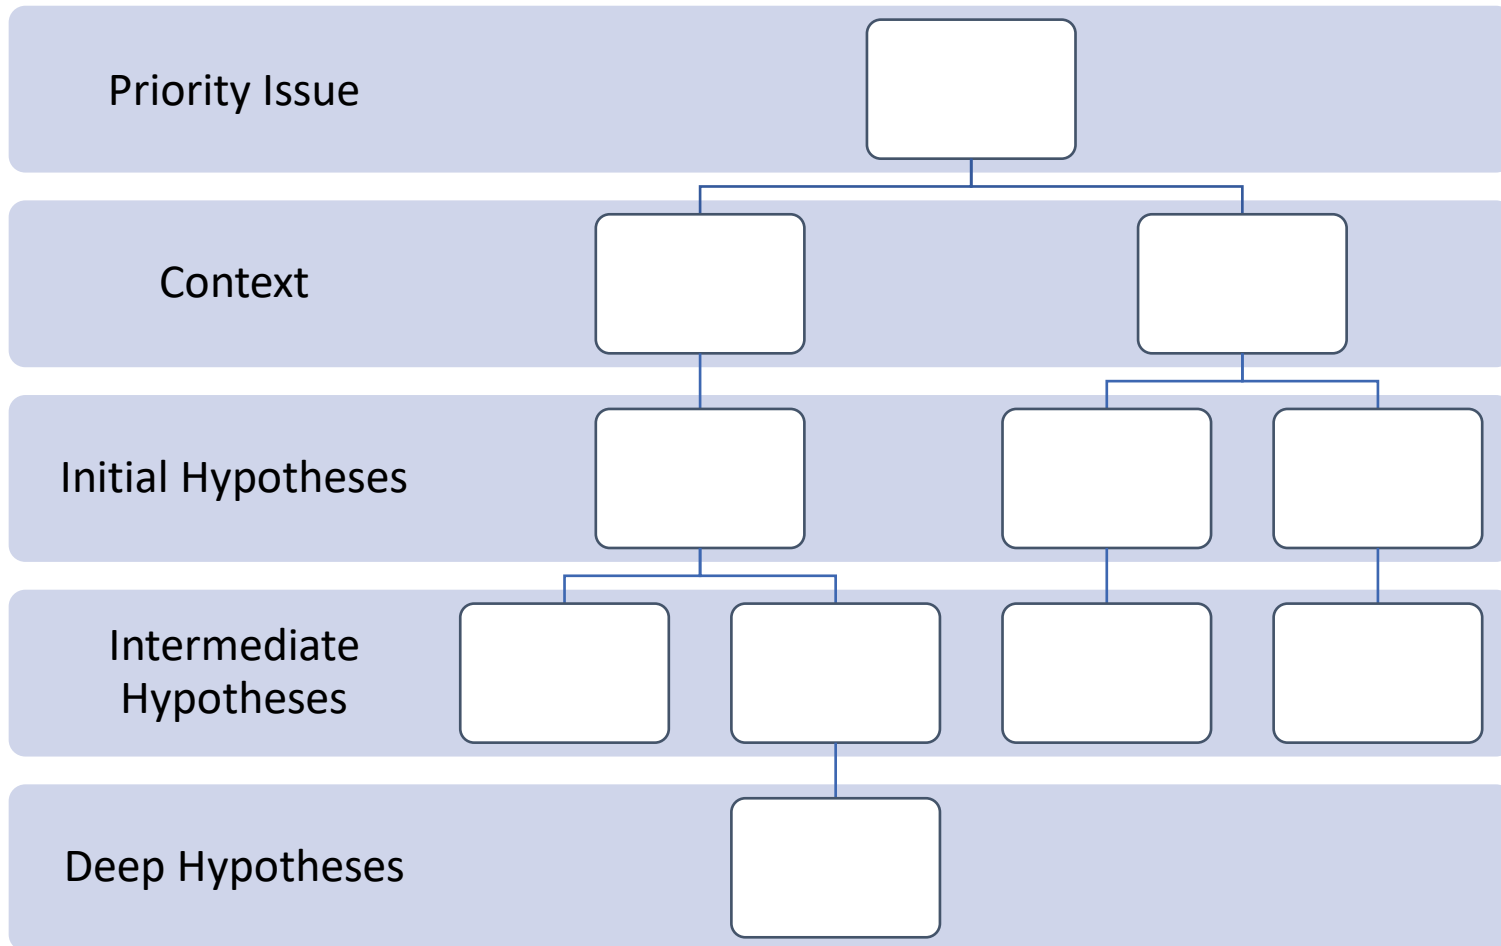 Priority Issue
Context
Initial Hypotheses
Intermediate
Hypotheses
Deep Hypotheses